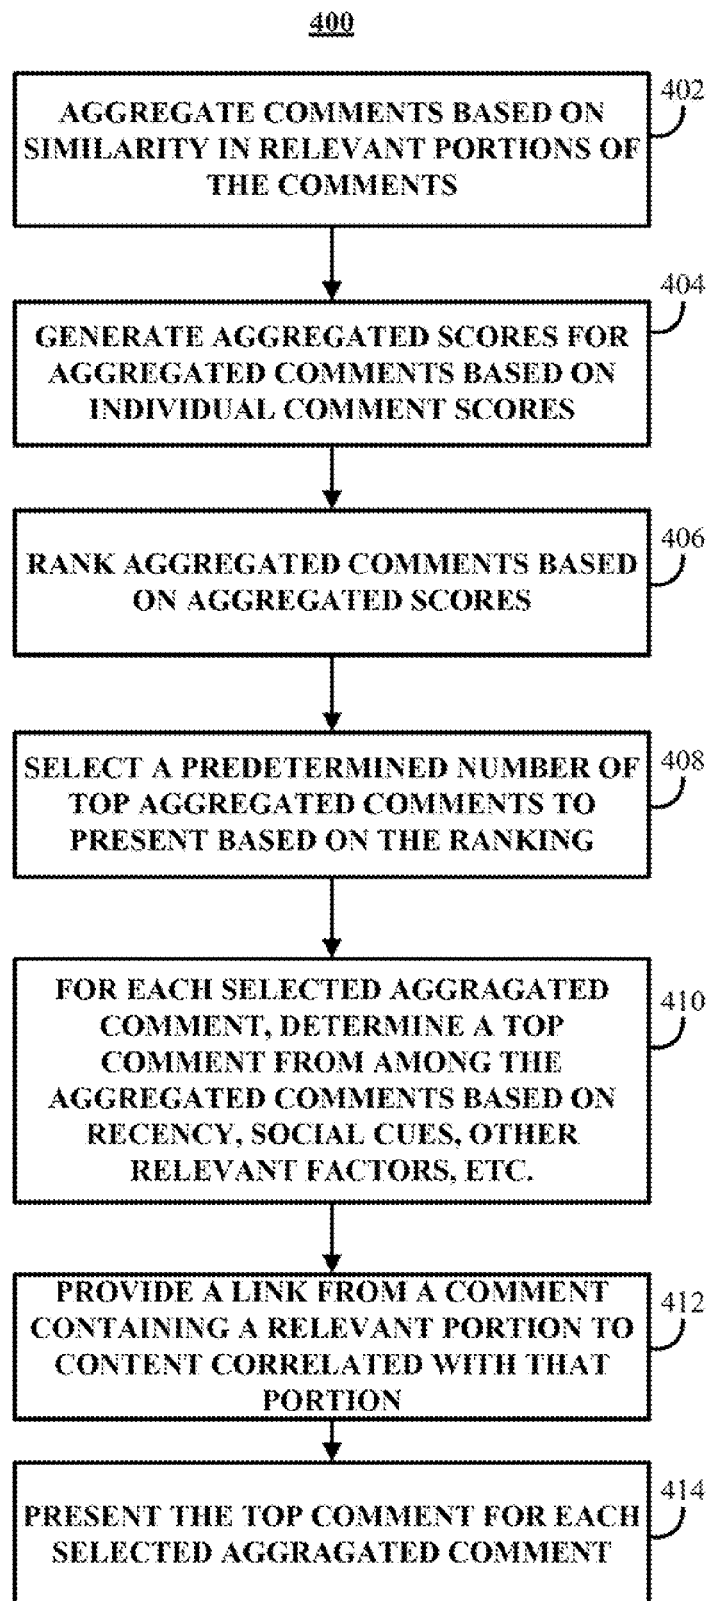 400
402
AGGREGATE COMMENTS BASED ON
SIMILARITY IN RELEVANT PORTIONS OF
THE COMMENTS
404
GENERATE AGGREGATED SCORES FOR
AGGREGATED COMMENTS BASED ON
INDIVIDUAL COMMENT SCORES
406
RANK AGGREGATED COMMENTS BASED
ON AGGREGATED SCORES
408
SELECT A PREDETERMINED NUMBER OF
TOP AGGREGATED COMMENTS TO
PRESENT BASED ON THE RANKING
410
FOR EACH SELECTED AGGRAGATED
COMMENT, DETERMINE A TOP
COMMENT FROM AMONG THE
AGGREGATED COMMENTS BASED ON
RECENCY, SOCIAL CUES, OTHER
RELEVANT FACTORS, ETC.
412
PROVIDE A LINK FROM A COMMENT
CONTAINING A RELEVANT PORTION TO
CONTENT CORRELATED WITH THAT
PORTION
414
PRESENT THE TOP COMMENT FOR EACH
SELECTED AGGRAGATED COMMENT